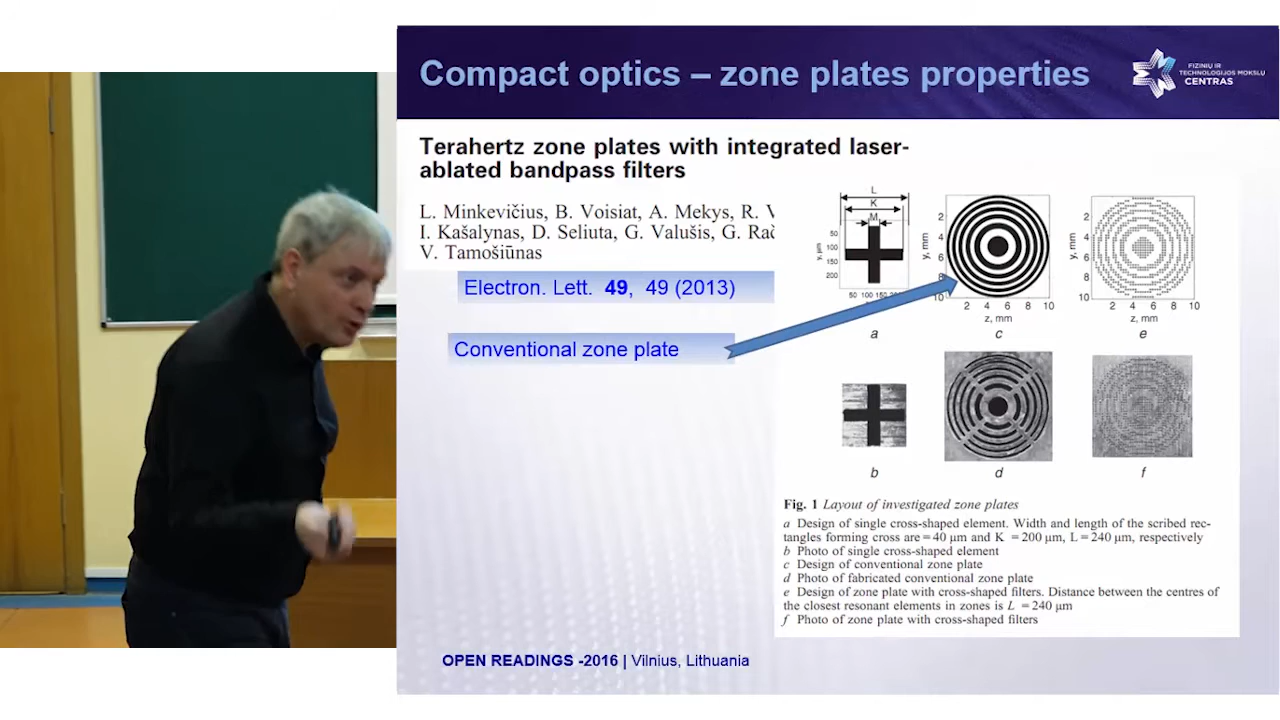 Compact optics – zone plates properties
FIZINIŲ IR
TECHNOLOGIJOS MOKSLŲ
CENTRAS
Terahertz zone plates with integrated laser-
ablated bandpass filters
L. Minkevičius, B. Voisiat, A. Mekys, R.
I. Kašalynas, D. Seliuta, G. Valušis, G.
V. Tamošiūnas
Electron. Lett. 49, 49 (2013)
Conventional zone plate
L
K
M
y, µm
50
100
150
200
50 100 150
a
y, mm
2
4
6
8
10
2 4 6 8 10
z, mm
c
y, mm
2
4
6
8
10
2 4 6 8 10
z, mm
e
b
d
f
Fig. 1 Layout of investigated zone plates
a Design of single cross-shaped element. Width and length of the scribed rec-
tangles forming cross are = 40 µm and K = 200 µm, L = 240 µm, respectively
b Photo of single cross-shaped element
c Design of conventional zone plate
d Photo of fabricated conventional zone plate
e Design of zone plate with cross-shaped filters. Distance between the centres of
the closest resonant elements in zones is L = 240 µm
f Photo of zone plate with cross-shaped filters
OPEN READINGS -2016 | Vilnius, Lithuania